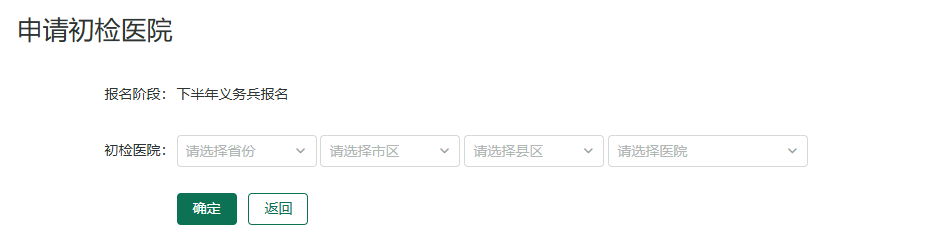 申请初检医院
报名阶段： 下半年义务兵报名
初检医院： 请选择省份 请选择市区 请选择县区 请选择医院
确定 返回